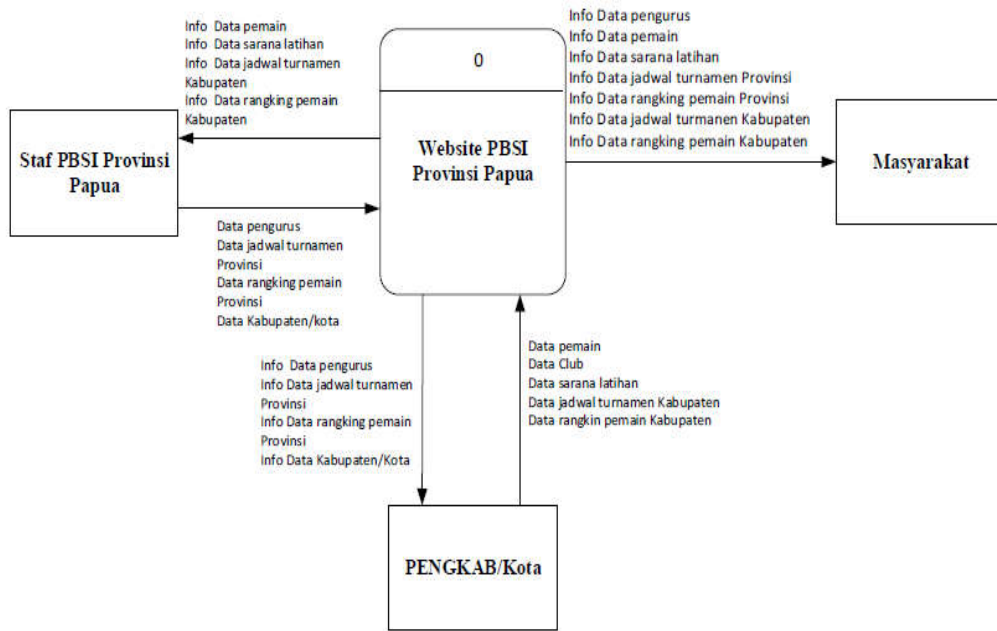 Info Data pemain
Info Data sarana latihan
Info Data jadwal turnamen
Kabupaten
Info Data rangking pemain
Kabupaten
Staf PBSI Provinsi
Papua
Data pengurus
Data jadwal turnamen
Provinsi
Data rangking pemain
Provinsi
Data Kabupaten/kota
0
Website PBSI
Provinsi Papua
Info Data pengurus
Info Data pemain
Info Data sarana latihan
Info Data jadwal turnamen Provinsi
Info Data rangking pemain Provinsi
Info Data jadwal turmanen Kabupaten
Info Data rangking pemain Kabupaten
Masyarakat
Info Data pengurus
Info Data jadwal turnamen
Provinsi
Info Data rangking pemain
Provinsi
Info Data Kabupaten/Kota
Data pemain
Data Club
Data sarana latihan
Data jadwal turnamen Kabupaten
Data rangkin pemain Kabupaten
PENGKAB/Kota